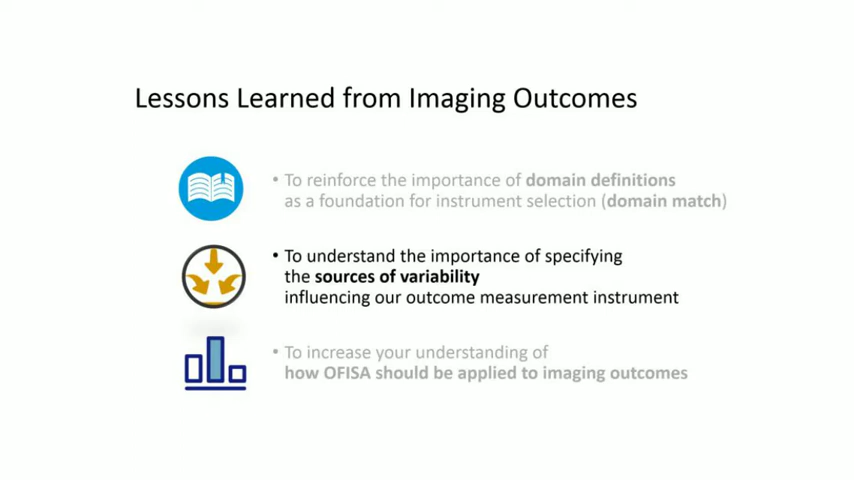 Lessons Learned from Imaging Outcomes
• To reinforce the importance of domain definitions
as a foundation for instrument selection (domain match)
• To understand the importance of specifying
the sources of variability
influencing our outcome measurement instrument
• To increase your understanding of
how OFISA should be applied to imaging outcomes